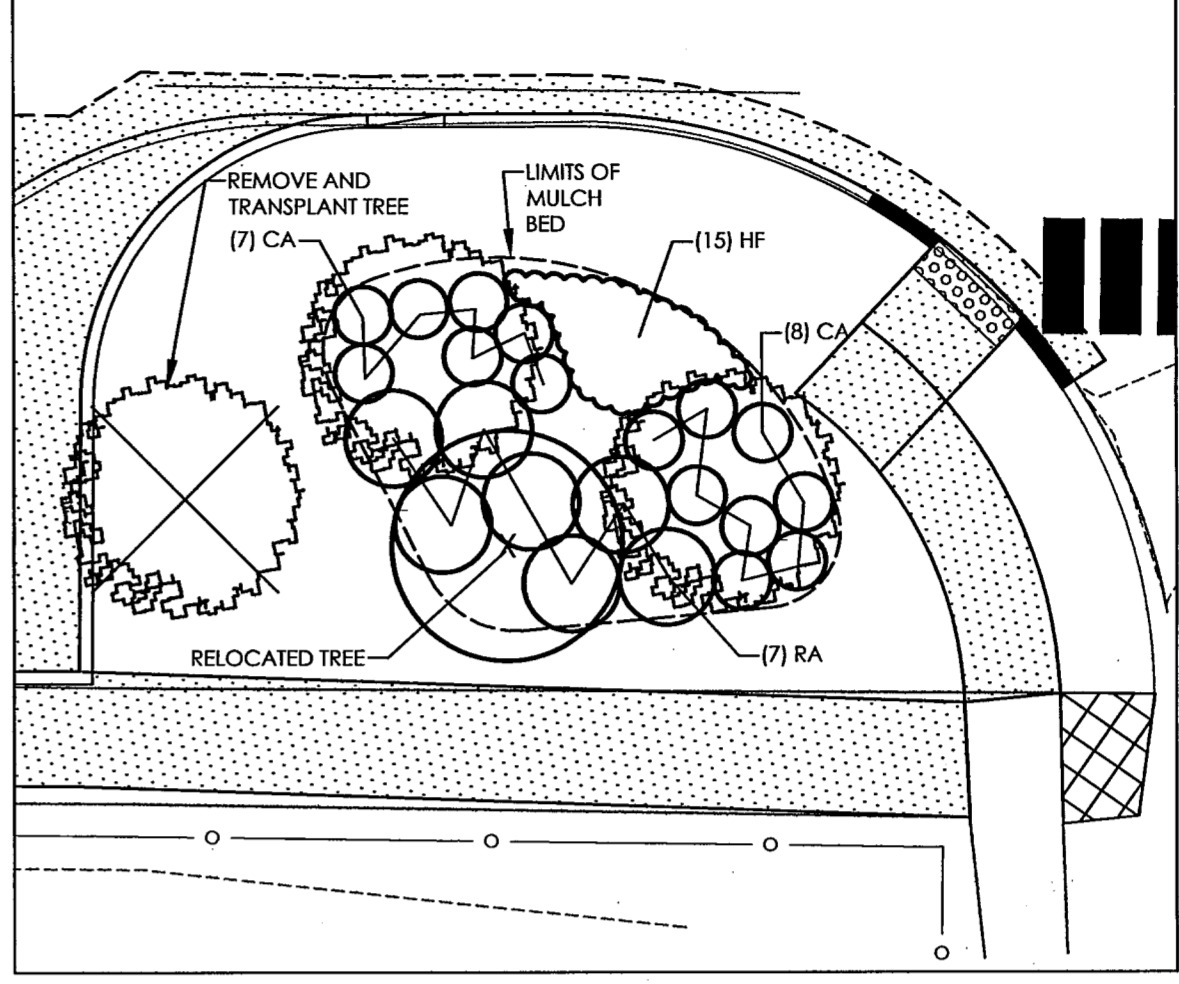 REMOVE AND
TRANSPLANT TREE
(7) CA
LIMITS OF
MULCH
BED
(15) HF
(8) CA
RELOCATED TREE
(7) RA